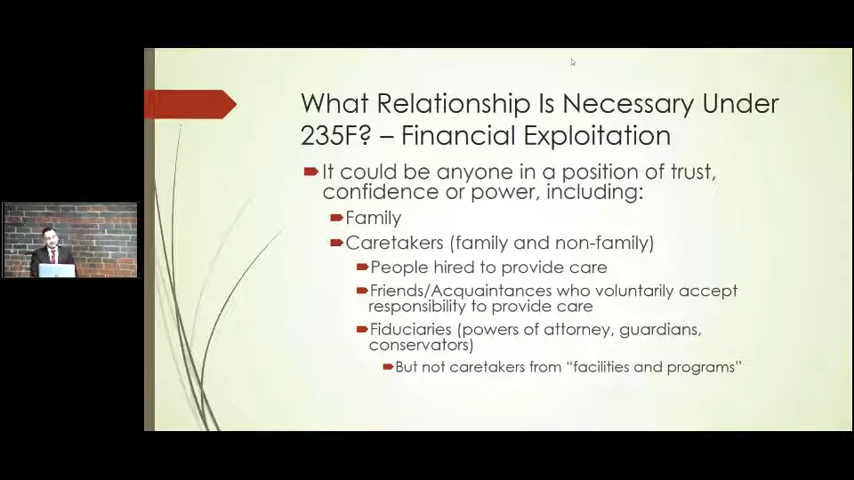 What Relationship Is Necessary Under
235F? – Financial Exploitation
It could be anyone in a position of trust,
confidence or power, including:
Family
Caretakers (family and non-family)
People hired to provide care
Friends/Acquaintances who voluntarily accept
responsibility to provide care
Fiduciaries (powers of attorney, guardians,
conservators)
But not caretakers from “facilities and programs”